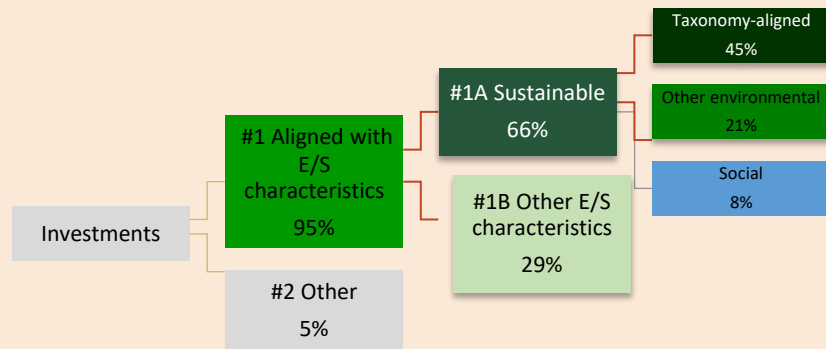 Investments
#1 Aligned with
E/S
characteristics
95%
#2 Other
5%
#1A Sustainable
66%
#1B Other E/S
characteristics
29%
Taxonomy-aligned
45%
Other environmental
21%
Social
8%